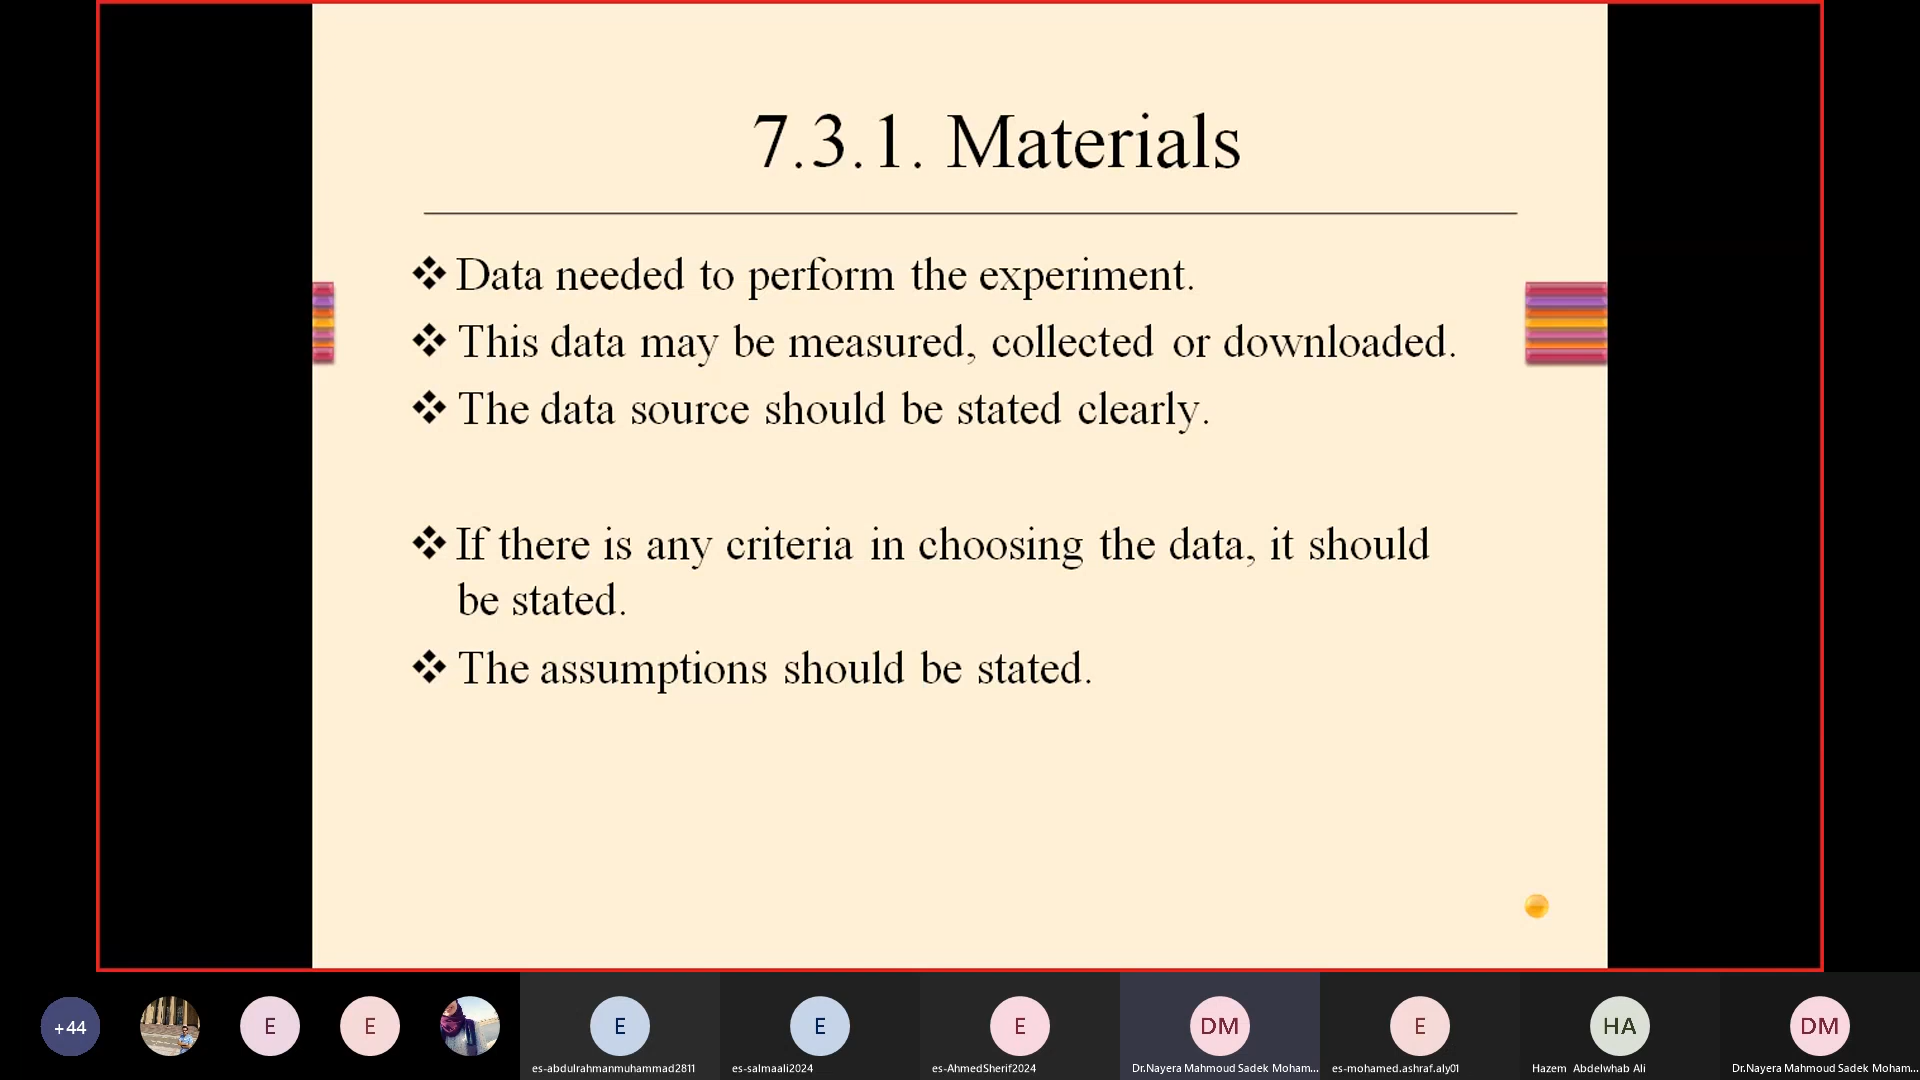 7.3.1. Materials
❖ Data needed to perform the experiment.
❖ This data may be measured, collected or downloaded.
❖ The data source should be stated clearly.
❖ If there is any criteria in choosing the data, it should
be stated.
❖ The assumptions should be stated.
+44
E
E
E
E
E
DM
E
HA
DM
es-abdulrahmanmuhammad2811
es-salmaali2024
es-AhmedSherif2024
Dr.Nayera Mahmoud Sadek Moham...
es-mohamed.ashraf.aly01
Hazem Abdelwhab Ali
Dr.Nayera Mahmoud Sadek Moham...